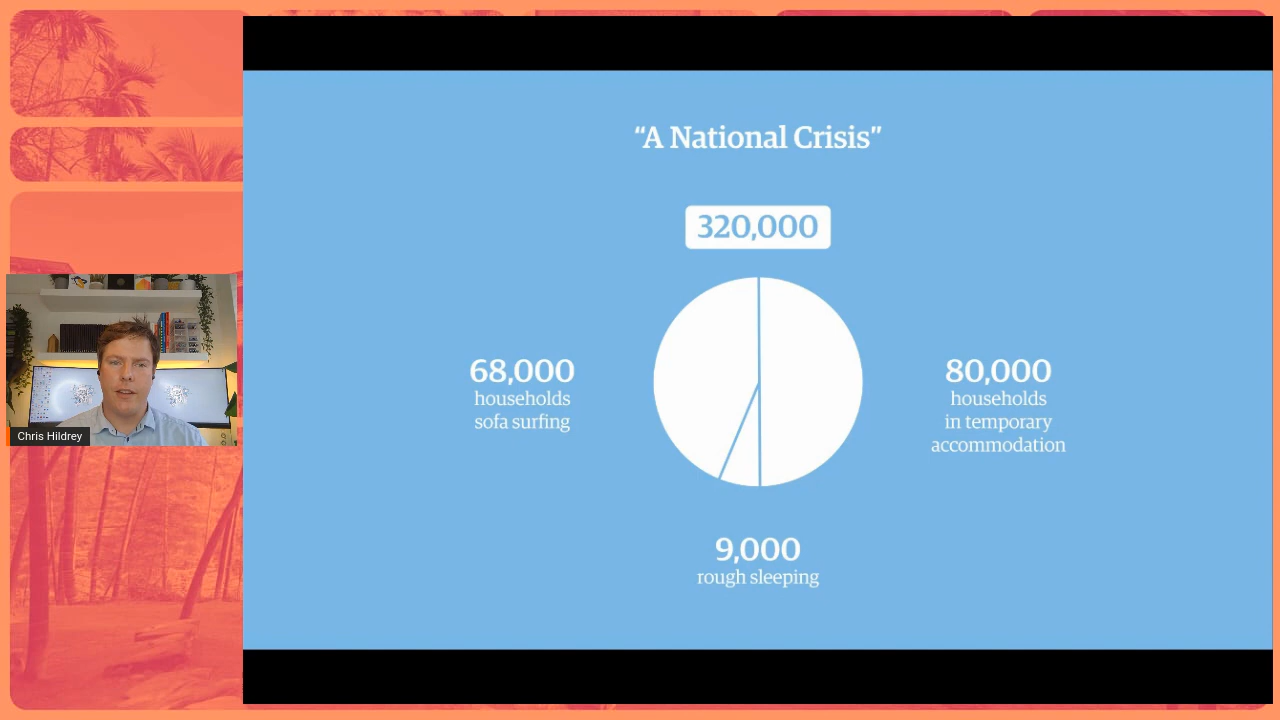 “A National Crisis”
320,000
68,000
households
sofa surfing
80,000
households
in temporary
accommodation
9,000
rough sleeping
Chris Hildrey